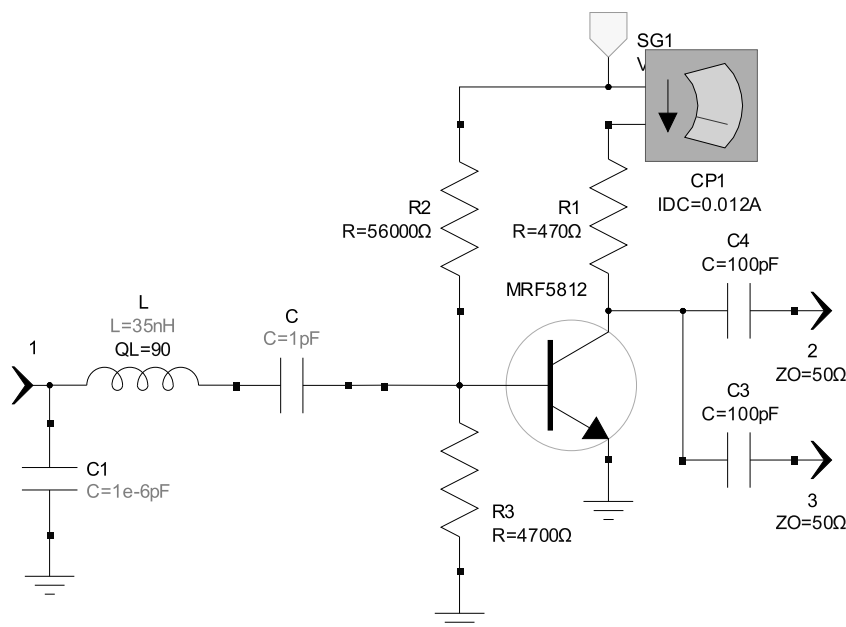 SG1
V
CP1
IDC=0.012A
R2
R=56000Ω
R1
R=470Ω
C4
C=100pF
MRF5812
L
L=35nH
QL=90
C
C=1pF
1
2
ZO=50Ω
C3
C=100pF
C1
C=1e-6pF
R3
R=4700Ω
3
ZO=50Ω